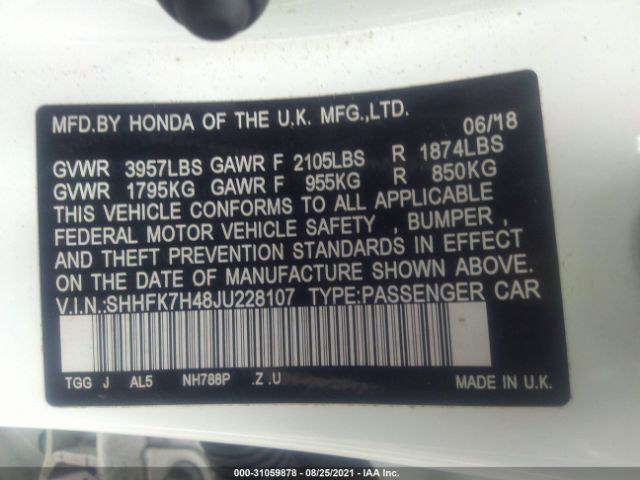 MFD.BY HONDA OF THE U.K. MFG.,LTD.
06/18
GVWR 3957LBS GAWR F 2105LBS R 1874LBS
GVWR 1795KG GAWR F 955KG R 850KG
THIS VEHICLE CONFORMS TO ALL APPLICABLE
FEDERAL MOTOR VEHICLE SAFETY , BUMPER ,
AND THEFT PREVENTION STANDARDS IN EFFECT
ON THE DATE OF MANUFACTURE SHOWN ABOVE.
V.I.N.:SHHFK7H48JU228107 TYPE:PASSENGER CAR
TGG J AL5 NH788P .Z .U MADE IN U.K.
000-31059878 - 08/25/2021 - IAA Inc.